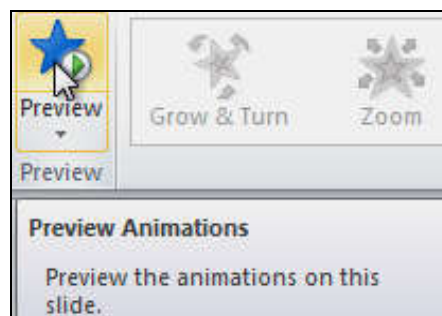 Preview
Grow & Turn
Zoom
Preview
Preview Animations
Preview the animations on this
slide.